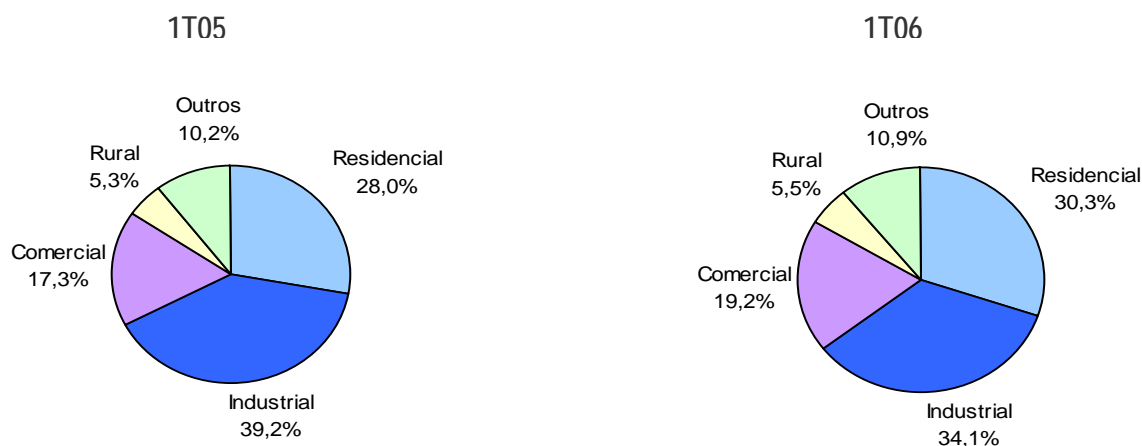 1T05
Outros
10,2%
Rural
5,3%
Residencial
28,0%
Comercial
17,3%
Industrial
39,2%
1T06
Outros
10,9%
Rural
5,5%
Residencial
30,3%
Comercial
19,2%
Industrial
34,1%